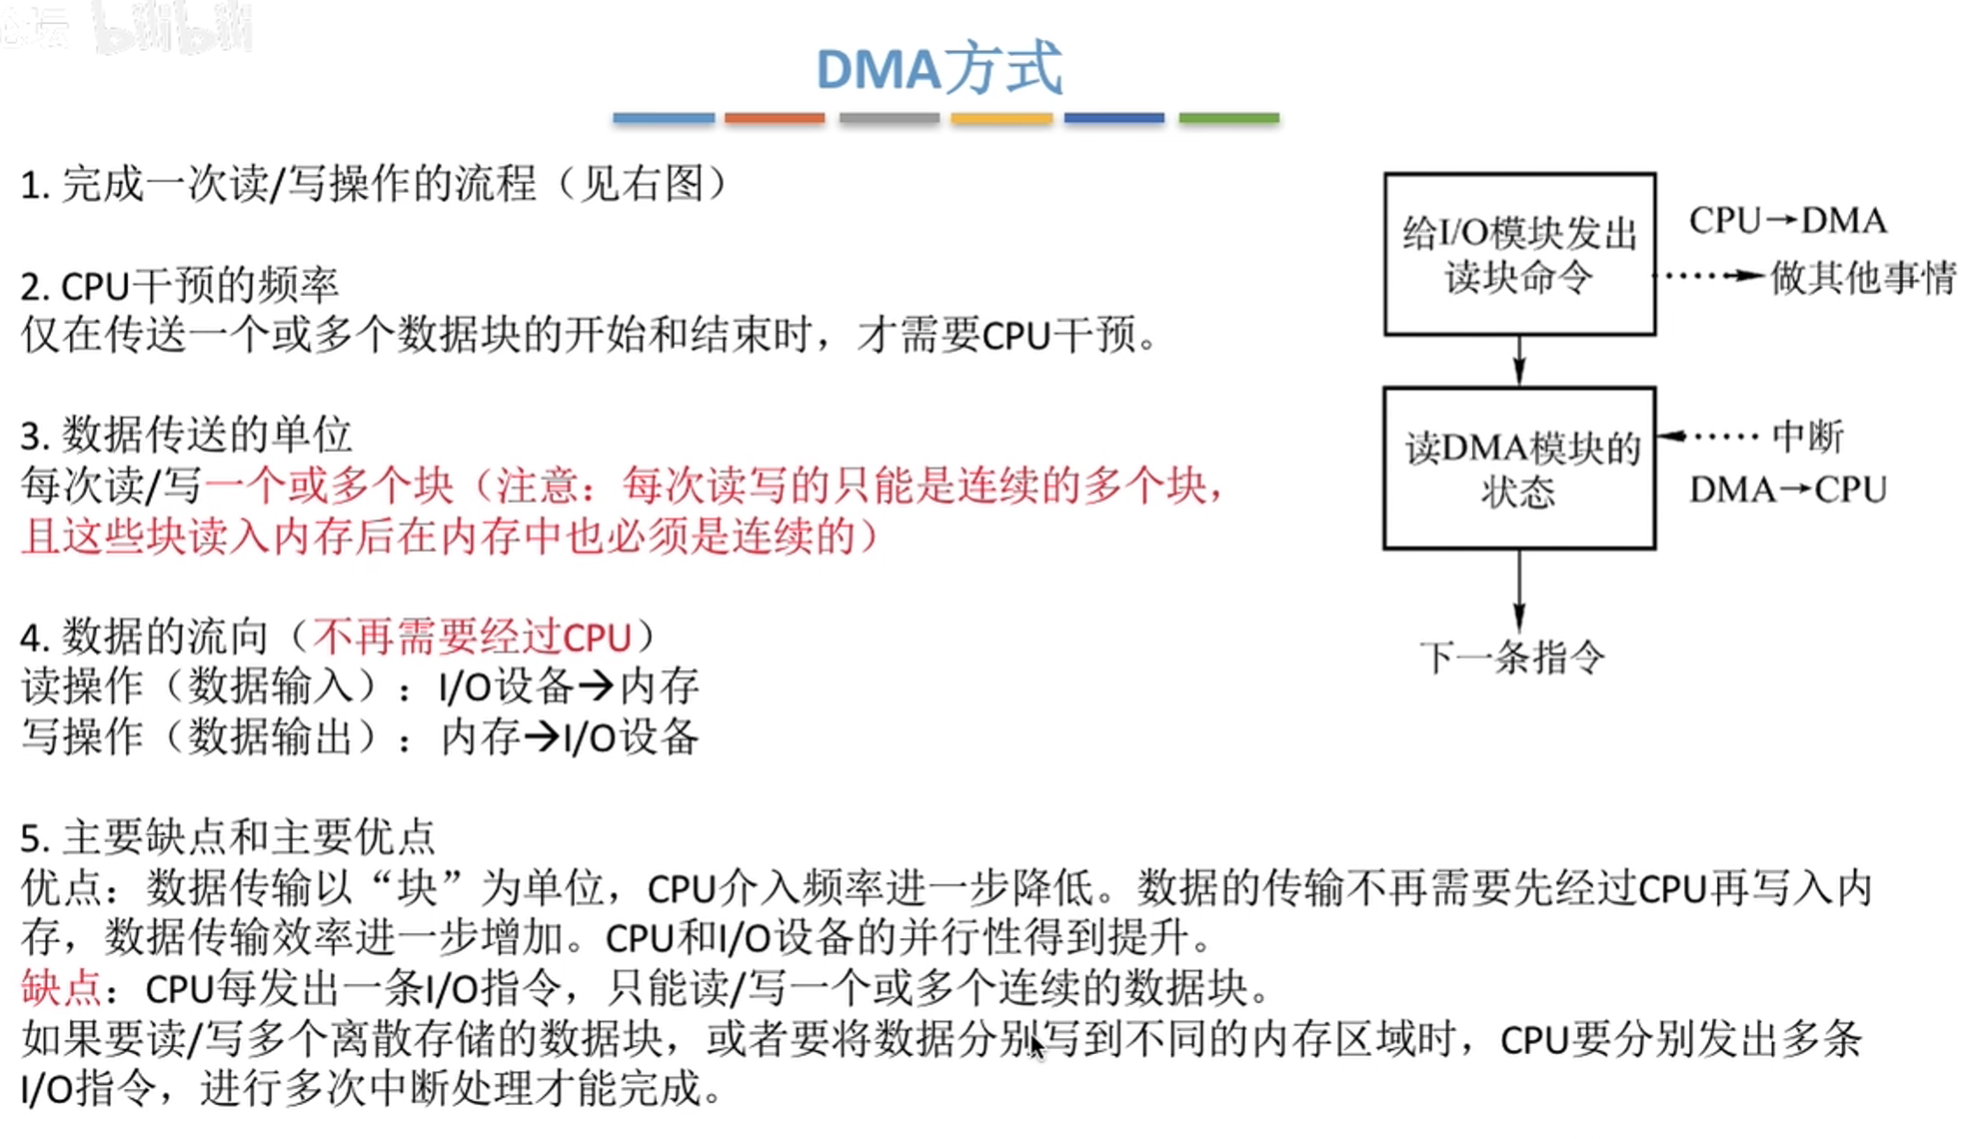 坛 bilibili
DMA方式
1. 完成一次读/写操作的流程（见右图）
2. CPU干预的频率
仅在传送一个或多个数据块的开始和结束时，才需要CPU干预。
3. 数据传送的单位
每次读/写一个或多个块（注意：每次读写的只能是连续的多个块，
且这些块读入内存后在内存中也必须是连续的）
4. 数据的流向（不再需要经过CPU）
读操作（数据输入）：I/O设备→内存
写操作（数据输出）：内存→I/O设备
5. 主要缺点和主要优点
优点：数据传输以“块”为单位，CPU介入频率进一步降低。数据的传输不再需要先经过CPU再写入内
存，数据传输效率进一步增加。CPU和I/O设备的并行性得到提升。
缺点：CPU每发出一条I/O指令，只能读/写一个或多个连续的数据块。
如果要读/写多个离散存储的数据块，或者要将数据分别写到不同的内存区域时，CPU要分别发出多条
I/O指令，进行多次中断处理才能完成。
给I/O模块发出
读块命令
CPU→DMA
做其他事情
读DMA模块的
状态
中断
DMA→CPU
下一条指令